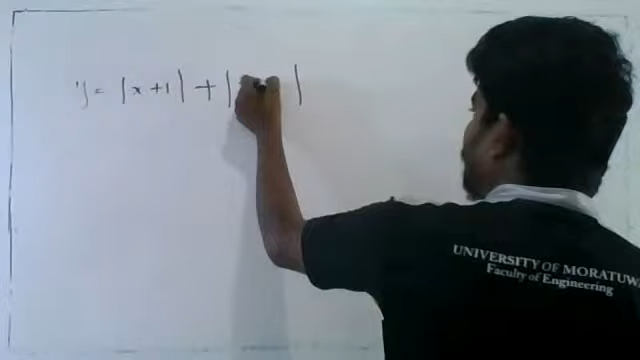 y = |x+1| + | |
UNIVERSITY OF MORATUWA
Faculty of Engineering